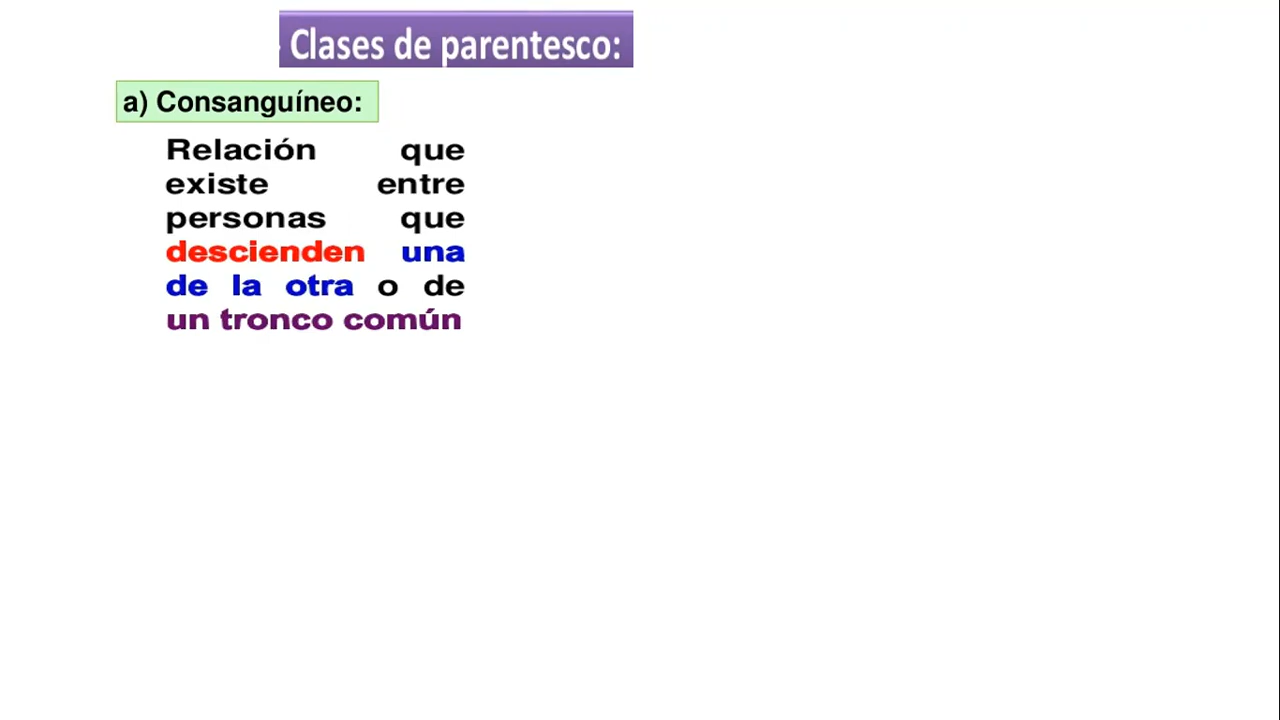 Clases de parentesco:
a) Consanguíneo:
Relación que
existe entre
personas que
descienden una
de la otra o de
un tronco común